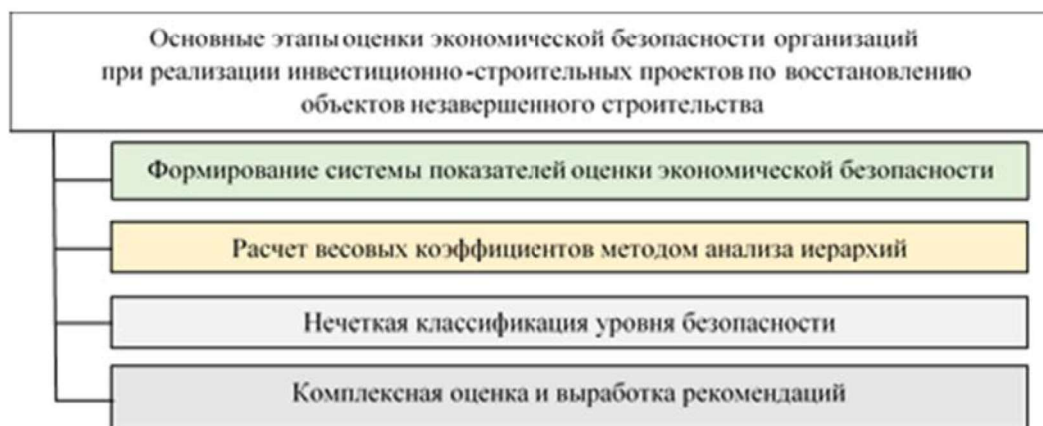 Основные этапы оценки экономической безопасности организаций
при реализации инвестиционно-строительных проектов по восстановлению
объектов незавершенного строительства
Формирование системы показателей оценки экономической безопасности
Расчет весовых коэффициентов методом анализа иерархий
Нечеткая классификация уровня безопасности
Комплексная оценка и выработка рекомендаций